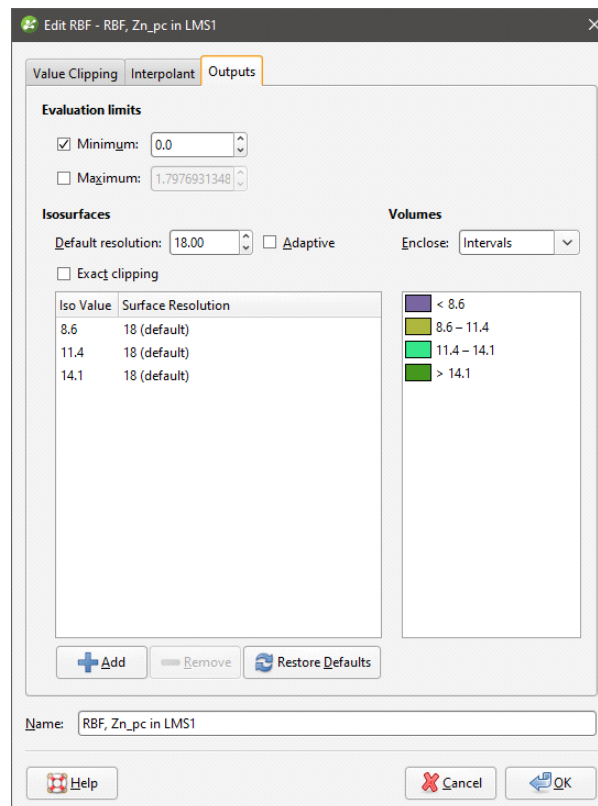 Edit RBF - RBF, Zn_pc in LMS1
Value Clipping Interpolant Outputs
Evaluation limits
Minimum: 0.0
Maximum: 1.7976931348
Isosurfaces
Default resolution: 18.00 Adaptive
Exact clipping
Iso Value Surface Resolution
8.6 18 (default)
11.4 18 (default)
14.1 18 (default)
Add Remove Restore Defaults
Volumes
Enclose: Intervals
< 8.6
8.6 – 11.4
11.4 – 14.1
> 14.1
Name: RBF, Zn_pc in LMS1
Help Cancel OK